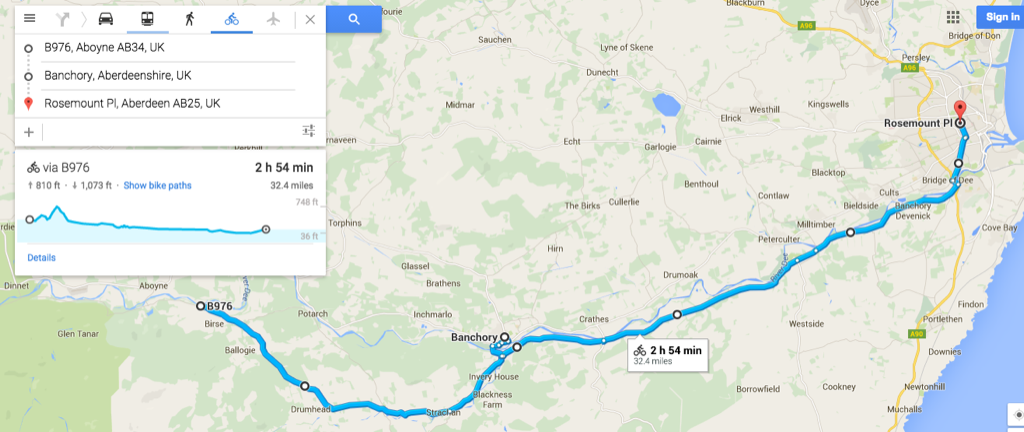 B976, Aboyne AB34, UK
Banchory, Aberdeenshire, UK
Rosemount Pl, Aberdeen AB25, UK
via B976 2 h 54 min
↑ 810 ft · ↓ 1,073 ft · Show bike paths 32.4 miles
748 ft
36 ft
Details
Sign in
Blackburn
Dyce
A96
Bridge of Don
Sauchen
Lyne of Skene
Persley
A96
Dunecht
Midmar
Kingswells
Westhill
Elrick
Rosemount Pl
Echt
Garlogie
Cairnie
Blacktop
Benthoul
Contlaw
Cults
Bridge of Dee
The Birks
Cullerlie
Bieldside
Banchory
Devenick
Torphins
Milltimber
Cove Bay
Peterculter
Hirn
Glassel
Drumoak
Dinnet
Aboyne
Brathens
B976
Potarch
Inchmarlo
Crathes
Findon
Birse
Westside
Portlethen
Glen Tanar
Banchory
A90
Ballogie
2 h 54 min
32.4 miles
Downies
Invery House
Blackness
Farm
Borrowfield
Cookney
Newtonhill
Drumhead
Strachan
Muchalls